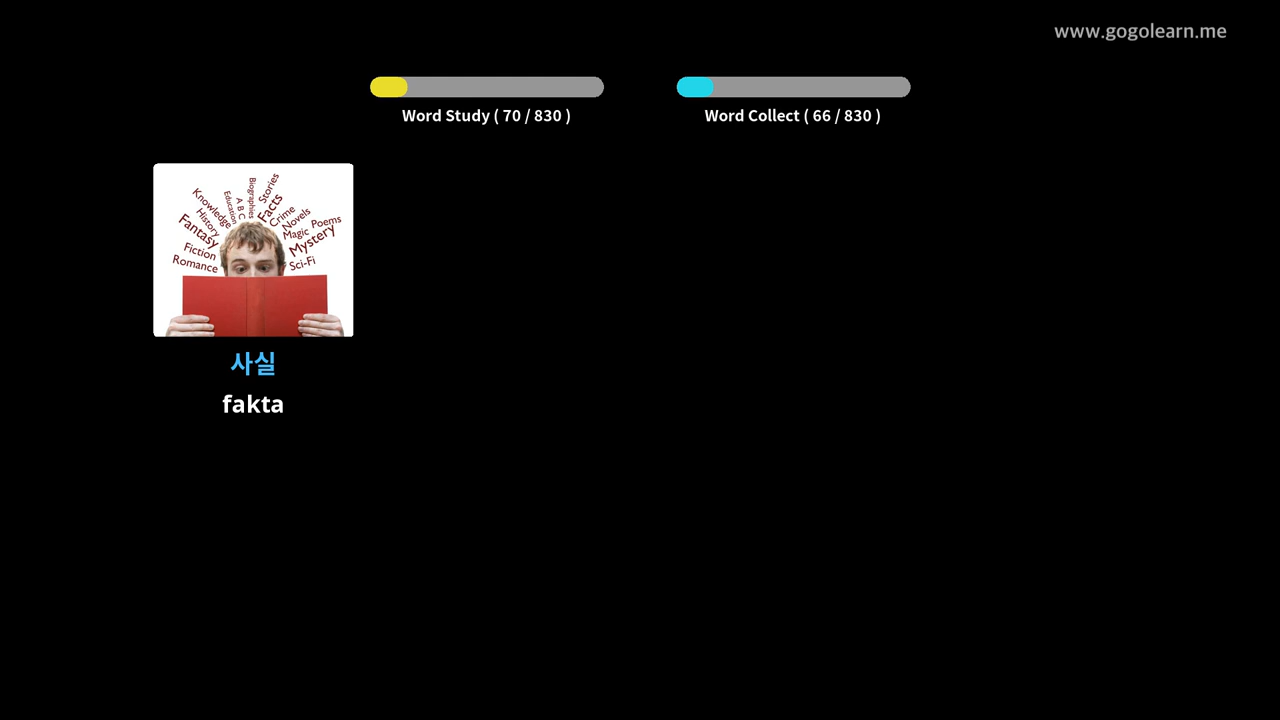 www.gogolearn.me
Word Study ( 70 / 830 )
Word Collect ( 66 / 830 )
Romance
Fiction
Fantasy
History
Knowledge
Education
A B C
Biographies
Stories
Facts
Crime
Novels
Magic
Poems
Mystery
Sci-Fi
사실
fakta